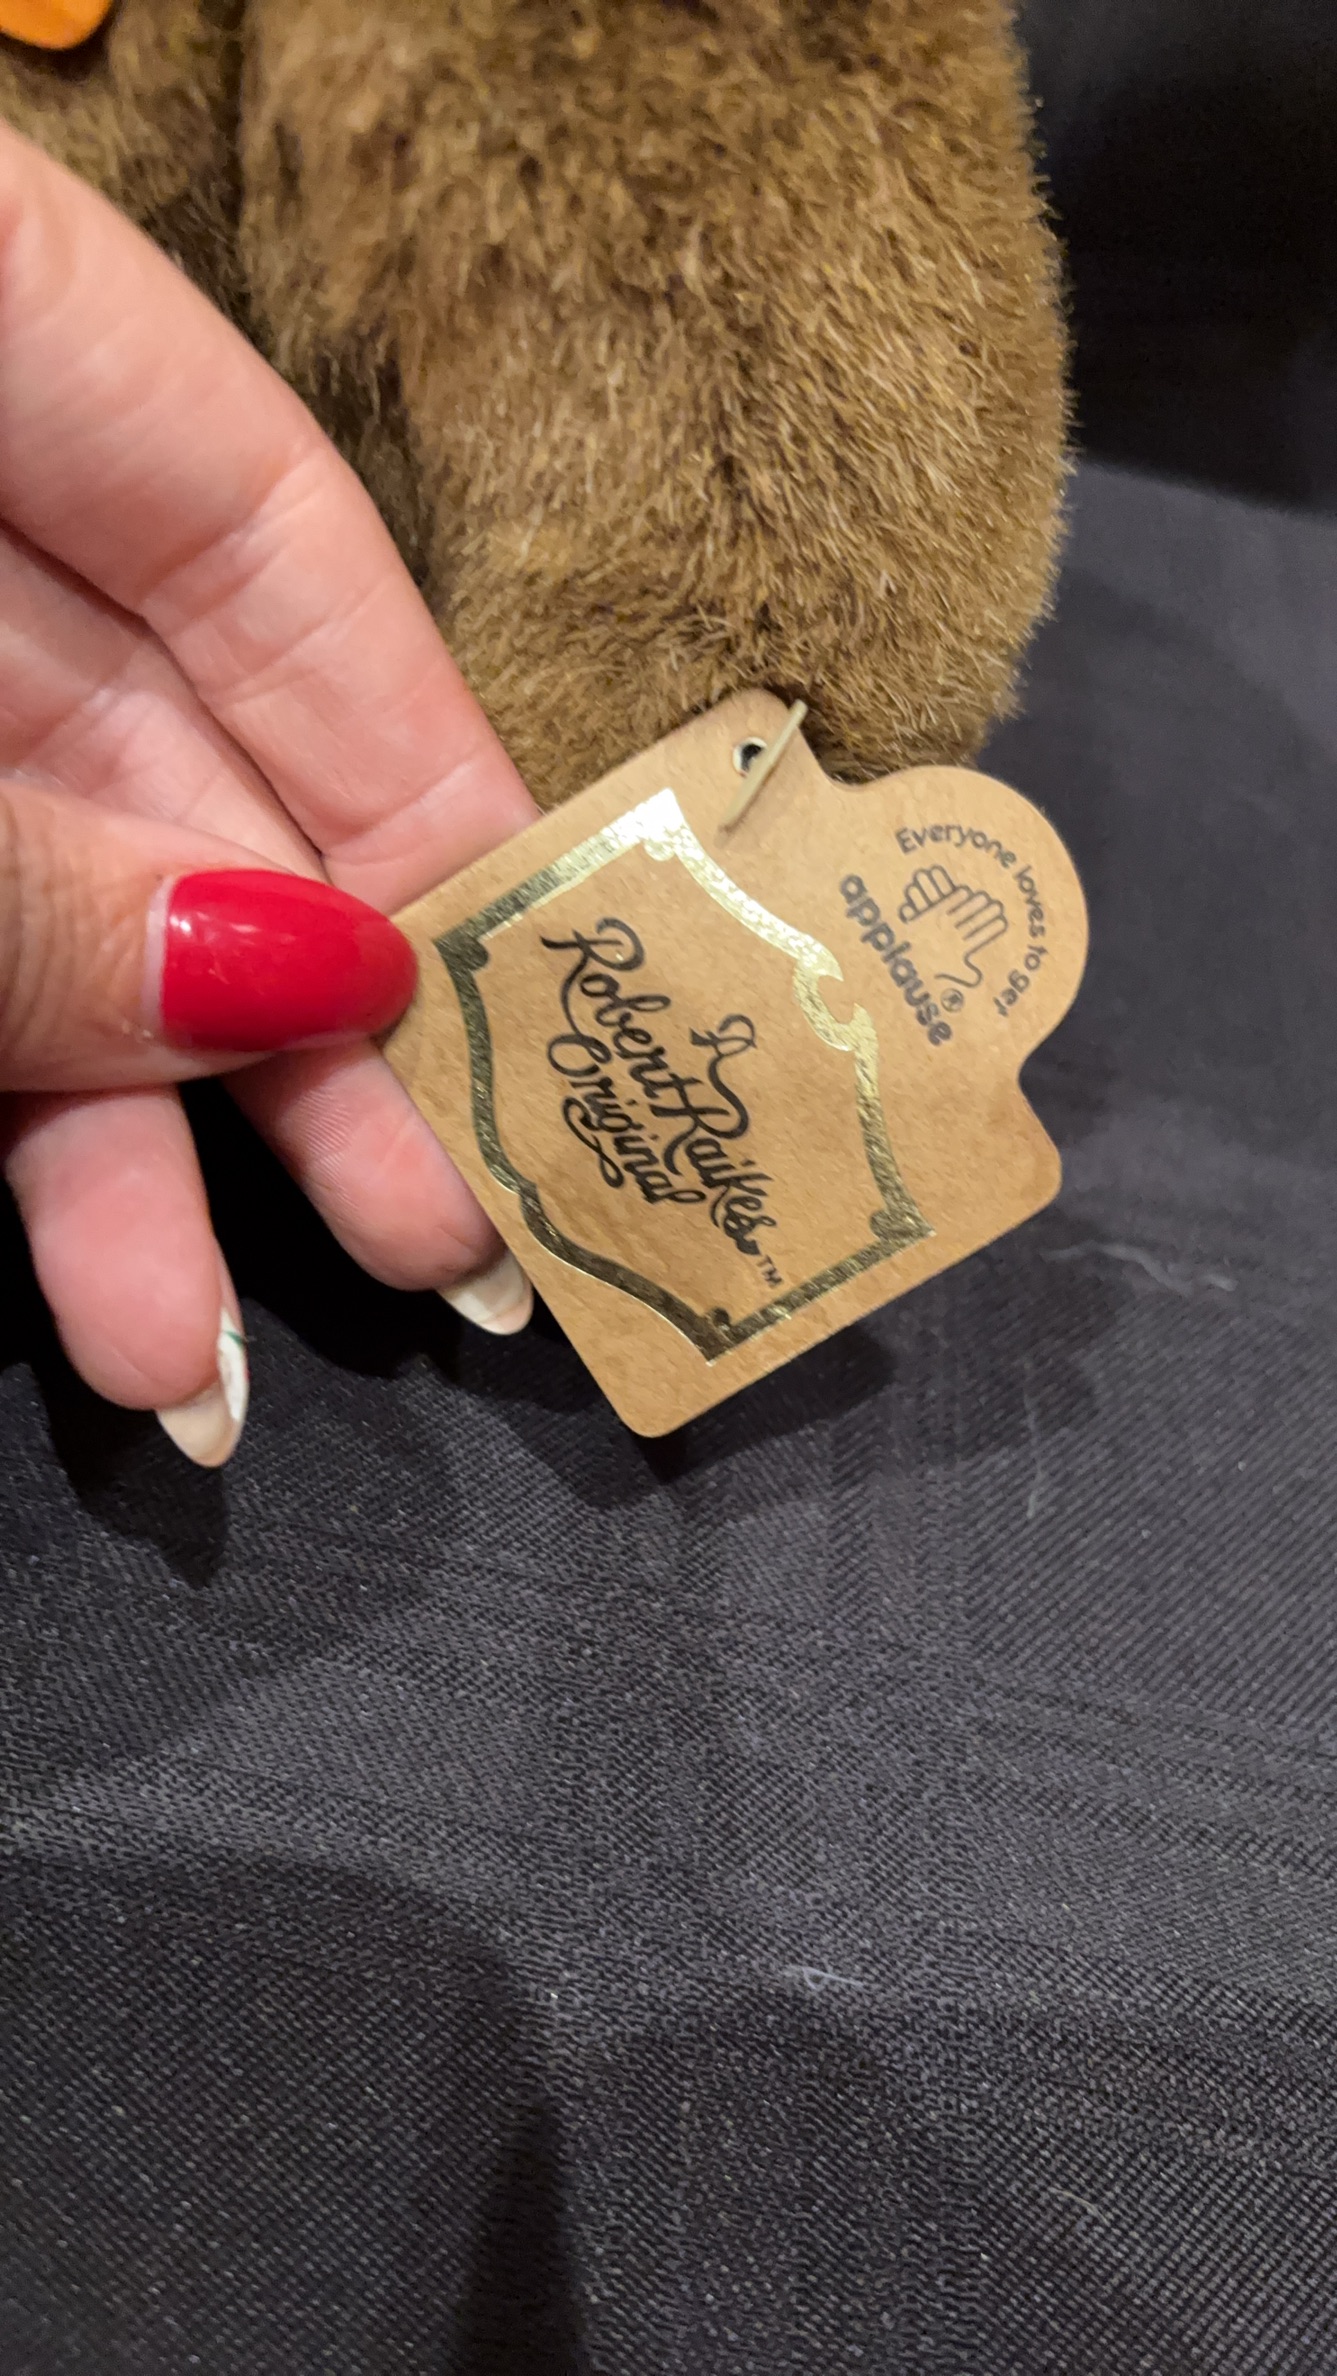 Everyone loves to get
applause®
A
Robert Raikes™
Original